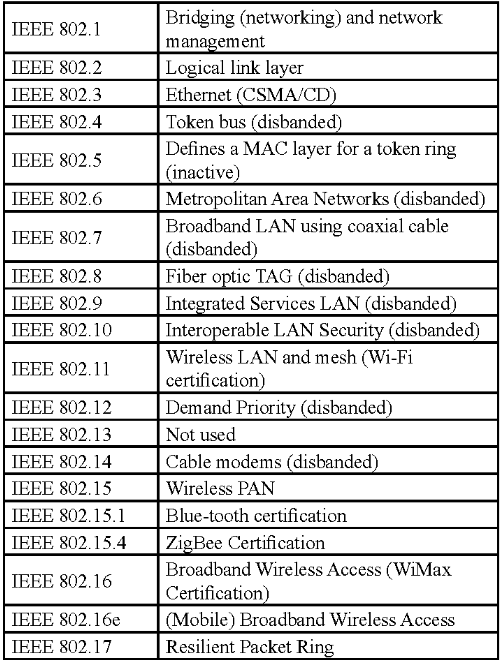 IEEE 802.1 Bridging (networking) and network
management
IEEE 802.2 Logical link layer
IEEE 802.3 Ethernet (CSMA/CD)
IEEE 802.4 Token bus (disbanded)
IEEE 802.5 Defines a MAC layer for a token ring
(inactive)
IEEE 802.6 Metropolitan Area Networks (disbanded)
IEEE 802.7 Broadband LAN using coaxial cable
(disbanded)
IEEE 802.8 Fiber optic TAG (disbanded)
IEEE 802.9 Integrated Services LAN (disbanded)
IEEE 802.10 Interoperable LAN Security (disbanded)
IEEE 802.11 Wireless LAN and mesh (Wi-Fi
certification)
IEEE 802.12 Demand Priority (disbanded)
IEEE 802.13 Not used
IEEE 802.14 Cable modems (disbanded)
IEEE 802.15 Wireless PAN
IEEE 802.15.1 Blue-tooth certification
IEEE 802.15.4 ZigBee Certification
IEEE 802.16 Broadband Wireless Access (WiMax
Certification)
IEEE 802.16e (Mobile) Broadband Wireless Access
IEEE 802.17 Resilient Packet Ring